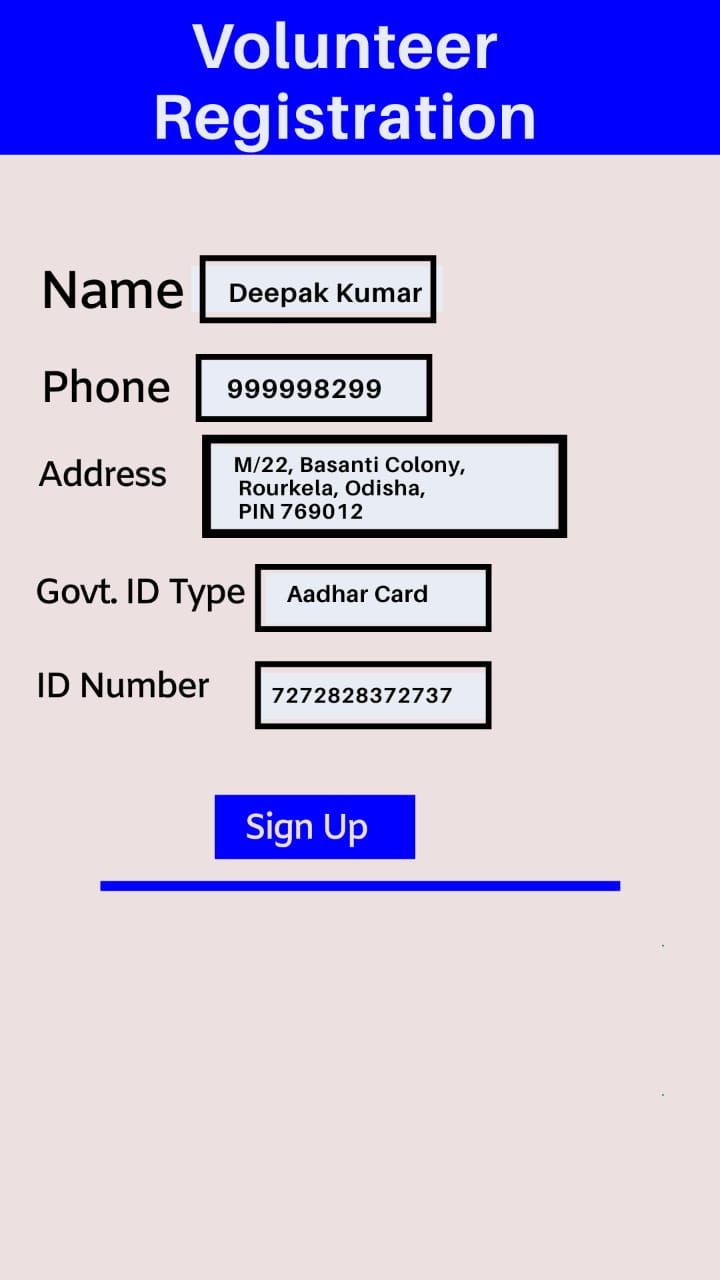 Volunteer
Registration
Name Deepak Kumar
Phone 999998299
Address M/22, Basanti Colony,
Rourkela, Odisha,
PIN 769012
Govt. ID Type Aadhar Card
ID Number 7272828372737
Sign Up